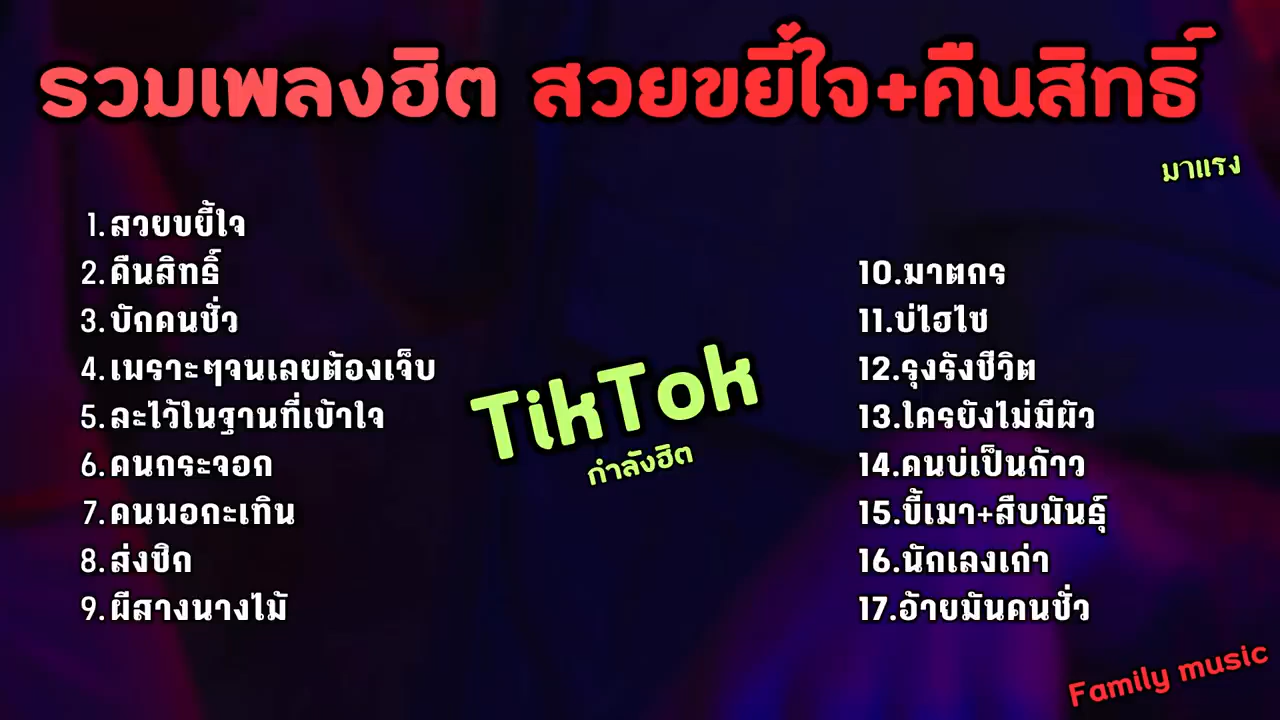 รวมเพลงฮิต สวยขยี้ใจ+คืนสิทธิ์
มาแรง
1.สวยขยี้ใจ
2.คืนสิทธิ์
3.บักคนชั่ว
4.เพราะๆจนเลยต้องเจ็บ
5.ละไว้ในฐานที่เข้าใจ
6.คนกระจอก
7.คนนอกะเทิน
8.ส่งซิก
9.ผีสางนางไม้
TikTok
กำลังฮิต
10.มาตกร
11.บ่ไฮไซ
12.รุงรังชีวิต
13.ใครยังไม่มีผัว
14.คนบ่เป็นก้าว
15.ขี้เมา+สืบพันธุ์
16.นักเลงเก่า
17.อ้ายมันคนชั่ว
Family music